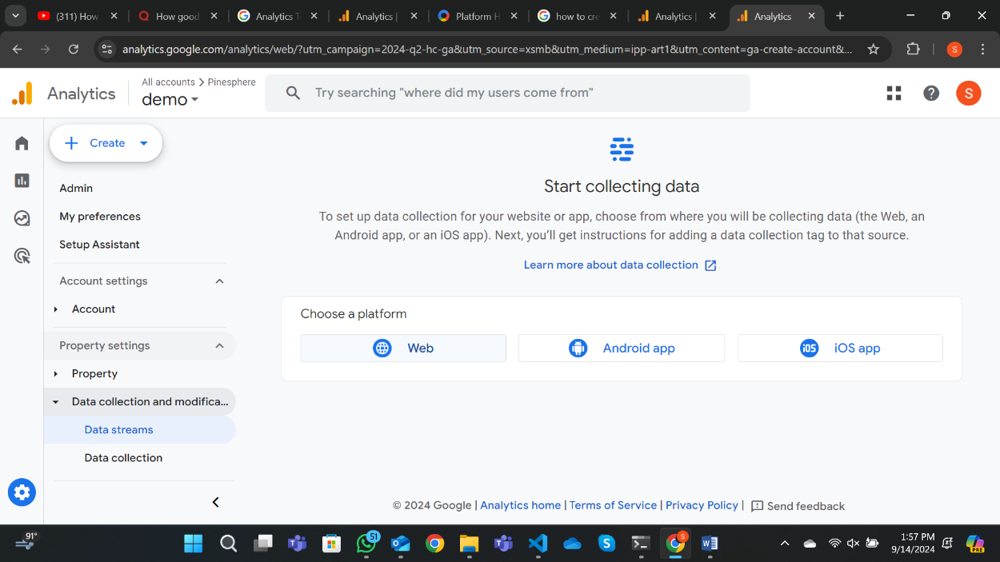 (311) How
How good
Analytics T
Analytics |
Platform H
how to cre
Analytics |
Analytics
analytics.google.com/analytics/web/?utm_campaign=2024-q2-hc-ga&utm_source=xsmb&utm_medium=ipp-art1&utm_content=ga-create-account&...
S
Analytics
All accounts > Pinesphere
demo
Try searching "where did my users come from"
S
Create
Admin
My preferences
Setup Assistant
Account settings
Account
Property settings
Property
Data collection and modifica...
Data streams
Data collection
Start collecting data
To set up data collection for your website or app, choose from where you will be collecting data (the Web, an
Android app, or an iOS app). Next, you’ll get instructions for adding a data collection tag to that source.
Learn more about data collection
Choose a platform
Web
Android app
iOS iOS app
© 2024 Google | Analytics home | Terms of Service | Privacy Policy | Send feedback
91°
51
S
1:57 PM
9/14/2024
PRE